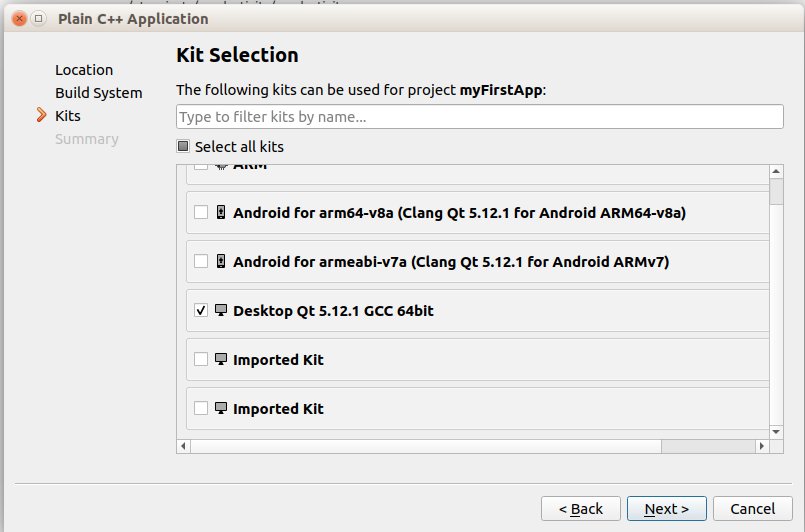 Plain C++ Application
Location
Build System
Kits
Summary
Kit Selection
The following kits can be used for project myFirstApp:
Type to filter kits by name...
Select all kits
ARM
Android for arm64-v8a (Clang Qt 5.12.1 for Android ARM64-v8a)
Android for armeabi-v7a (Clang Qt 5.12.1 for Android ARMv7)
Desktop Qt 5.12.1 GCC 64bit
Imported Kit
Imported Kit
< Back
Next >
Cancel